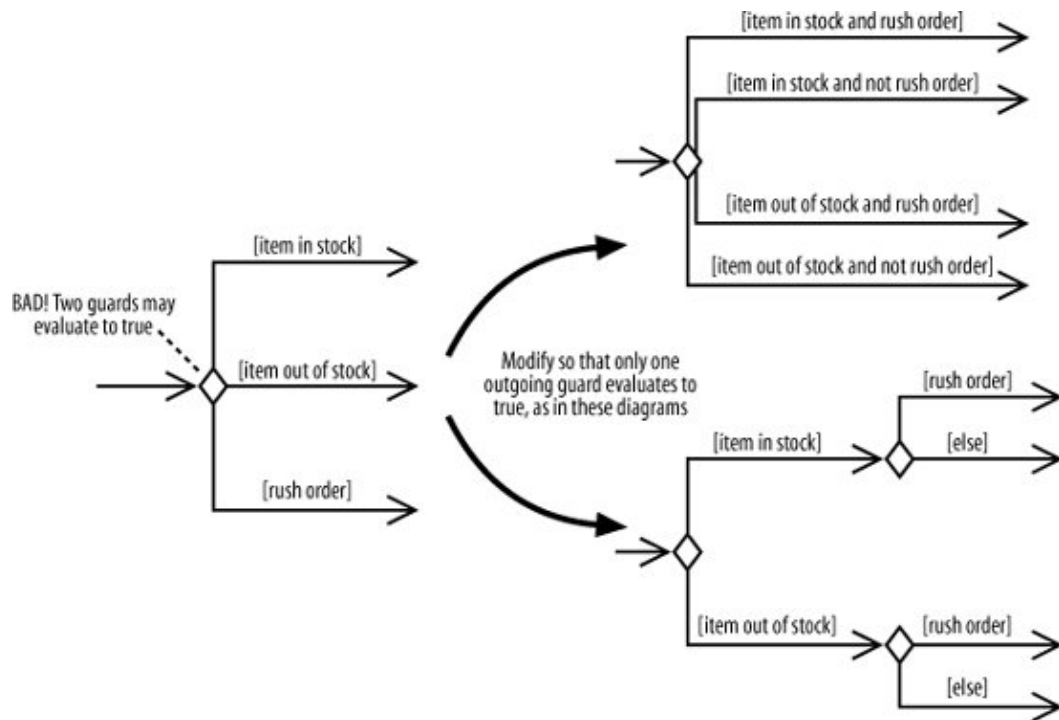 [item in stock and rush order]
[item in stock and not rush order]
[item out of stock and rush order]
[item out of stock and not rush order]
[item in stock]
BAD! Two guards may
evaluate to true
[item out of stock]
[rush order]
Modify so that only one
outgoing guard evaluates to
true, as in these diagrams
[rush order]
[item in stock]
[else]
[item out of stock]
[rush order]
[else]